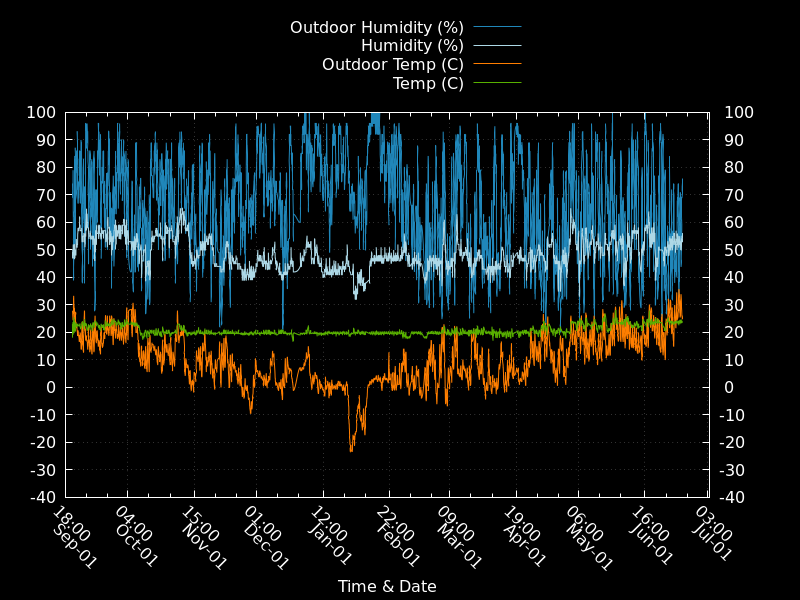 Outdoor Humidity (%)
Humidity (%)
Outdoor Temp (C)
Temp (C)
100 100
90 90
80 80
70 70
60 60
50 50
40 40
30 30
20 20
10 10
0 0
-10 -10
-20 -20
-30 -30
-40 -40
18:00 04:00 15:00 01:00 12:00 22:00 09:00 19:00 06:00 16:00 03:00
Sep-01 Oct-01 Nov-01 Dec-01 Jan-01 Feb-01 Mar-01 Apr-01 May-01 Jun-01 Jul-01
Time & Date